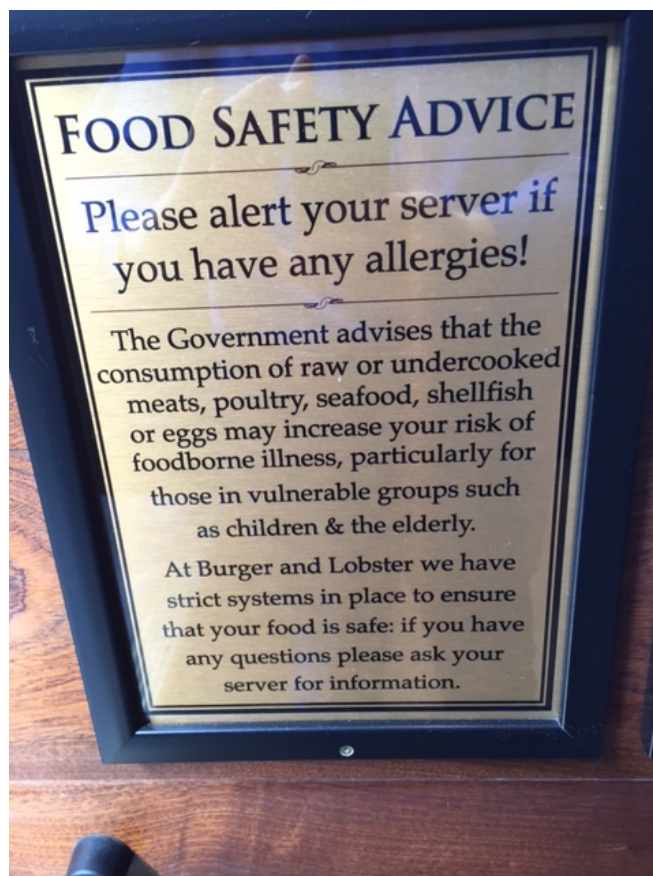 FOOD SAFETY ADVICE
Please alert your server if
you have any allergies!
The Government advises that the
consumption of raw or undercooked
meats, poultry, seafood, shellfish
or eggs may increase your risk of
foodborne illness, particularly for
those in vulnerable groups such
as children & the elderly.
At Burger and Lobster we have
strict systems in place to ensure
that your food is safe: if you have
any questions please ask your
server for information.